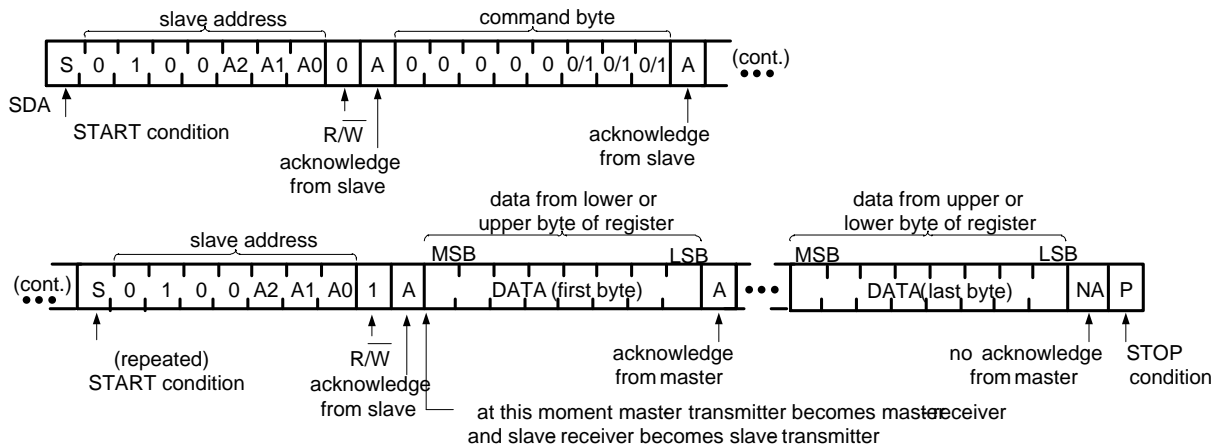 slave address
command byte
S 0 1 0 0 A2 A1 A0 0 A 0 0 0 0 0 0/1 0/1 0/1 A (cont.)
SDA
START condition
R/W
acknowledge
from slave
acknowledge
from slave
data from lower or
upper byte of register
data from upper or
lower byte of register
slave address
MSB
LSB
MSB
LSB
(cont.) S 0 1 0 0 A2 A1 A0 1 A DATA (first byte) A DATA (last byte) NA P
(repeated)
START condition
R/W
acknowledge
from slave
acknowledge
from master
no acknowledge
from master
STOP
condition
at this moment master transmitter becomes master-receiver
and slave receiver becomes slave transmitter